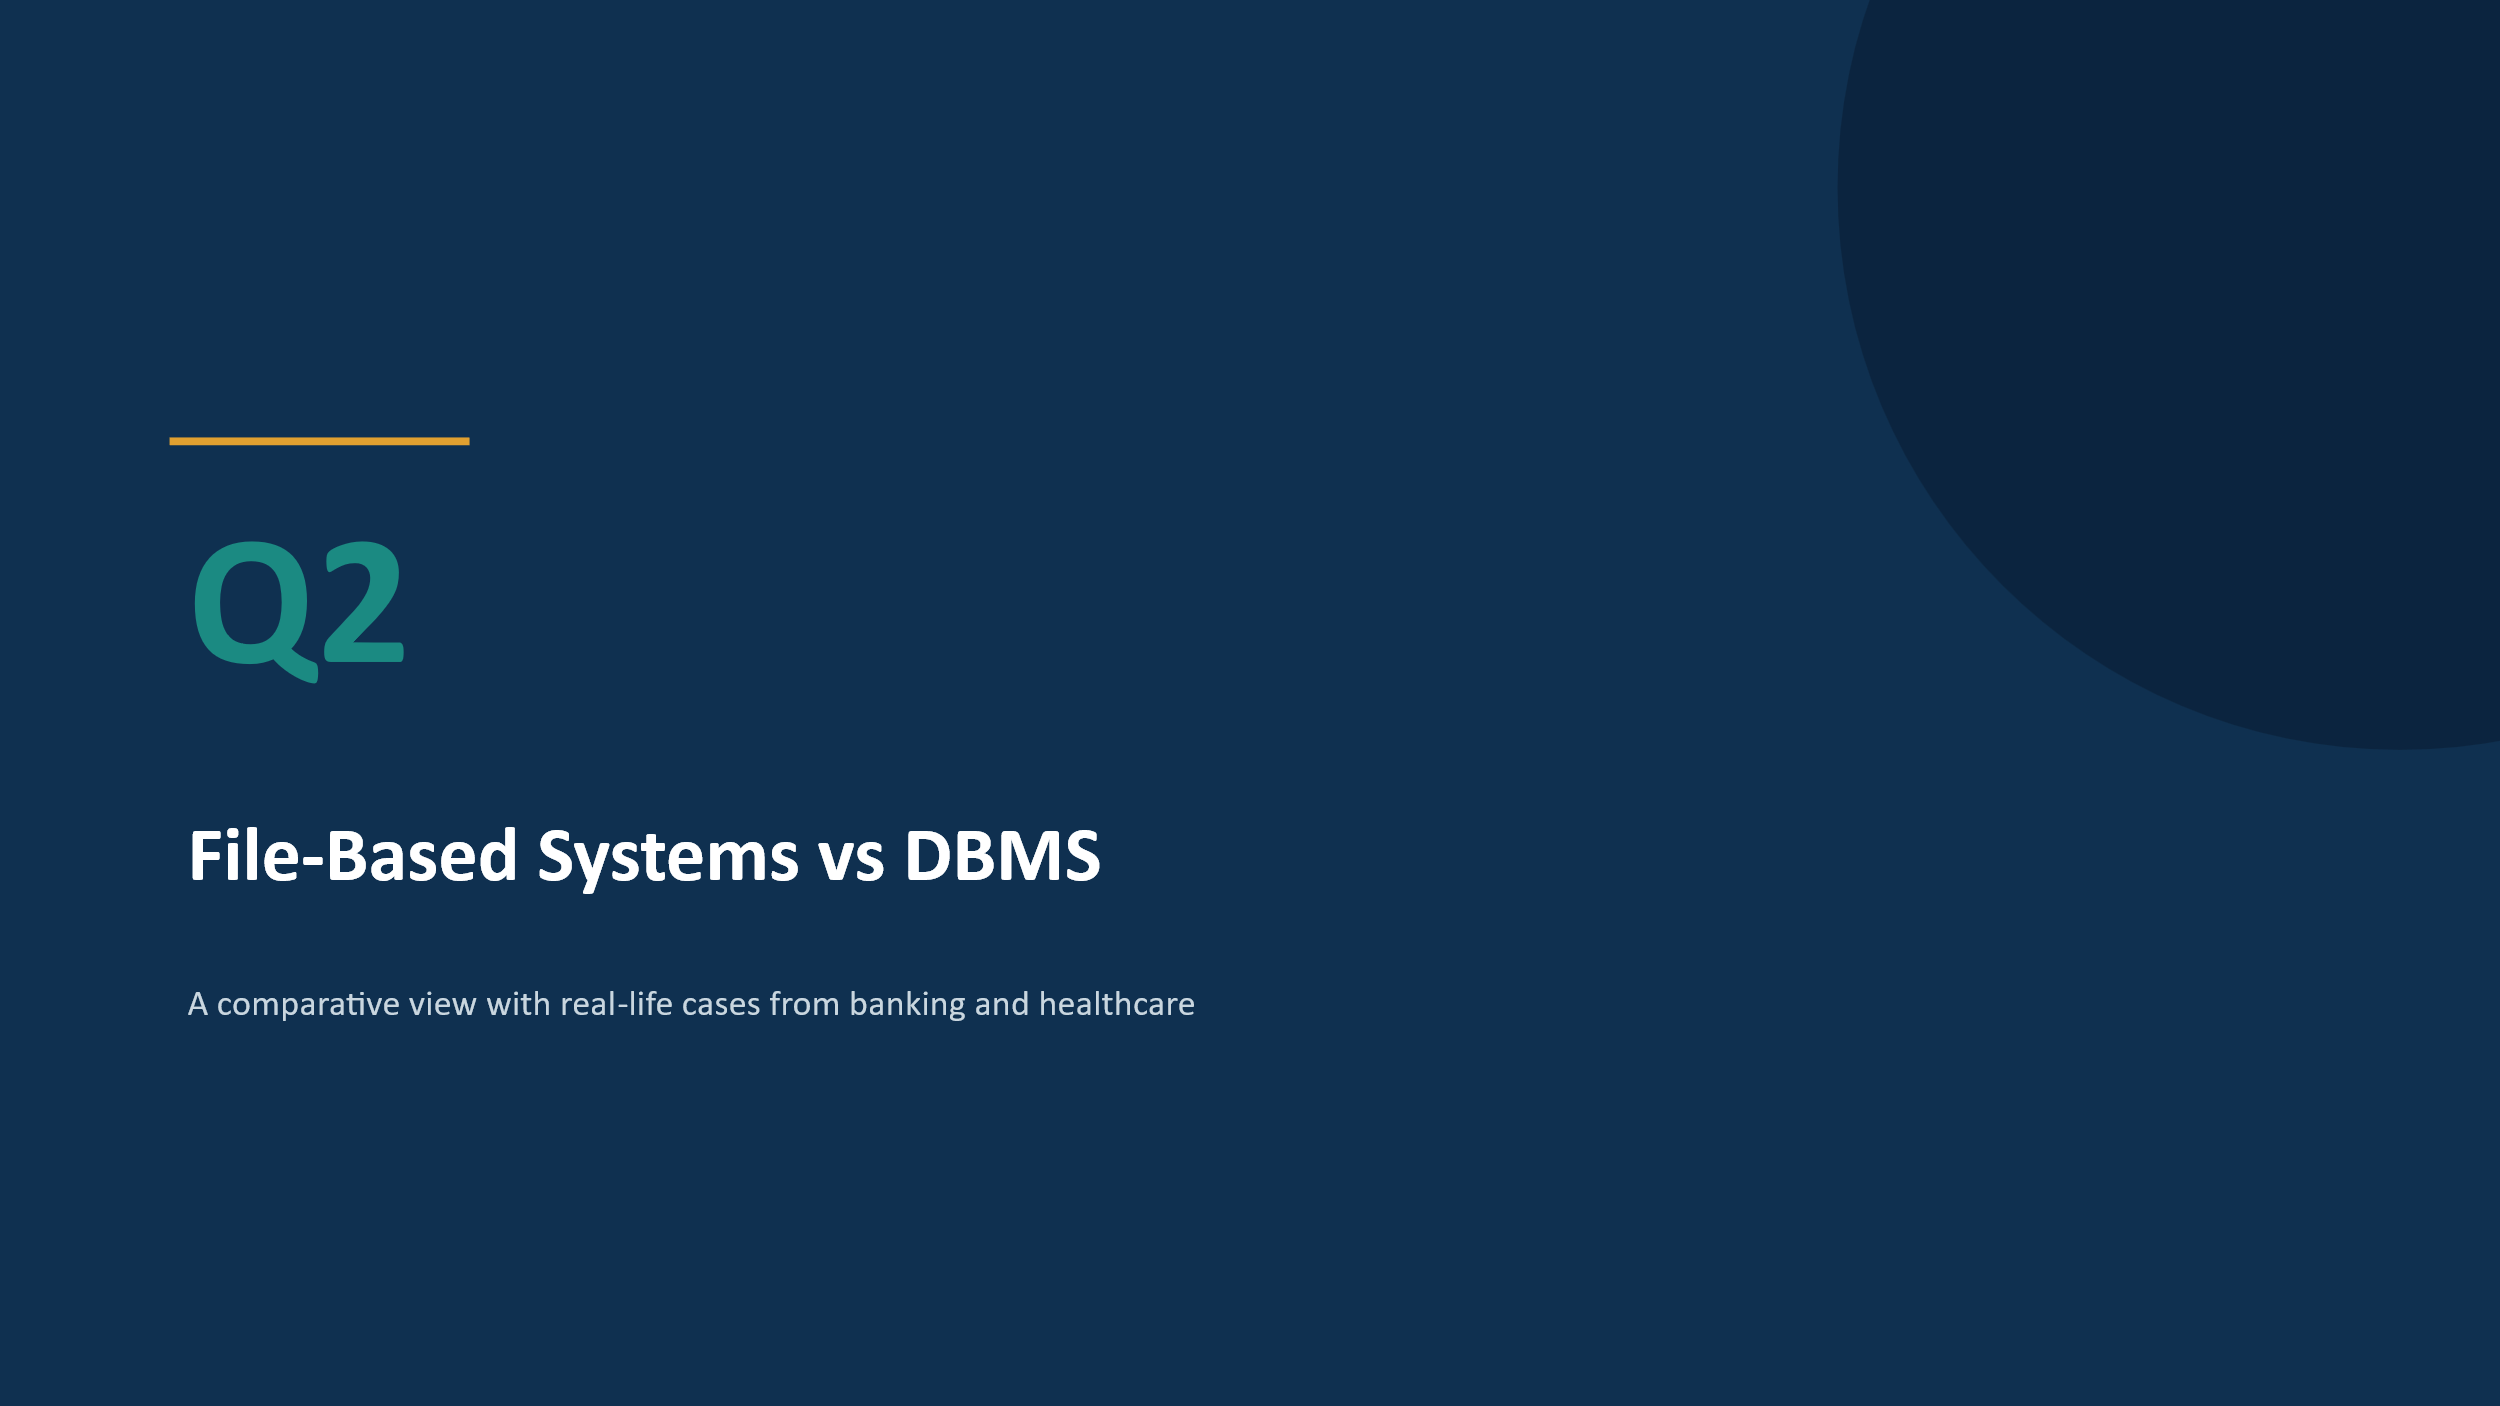 Q2
File-Based Systems vs DBMS
A comparative view with real-life cases from banking and healthcare